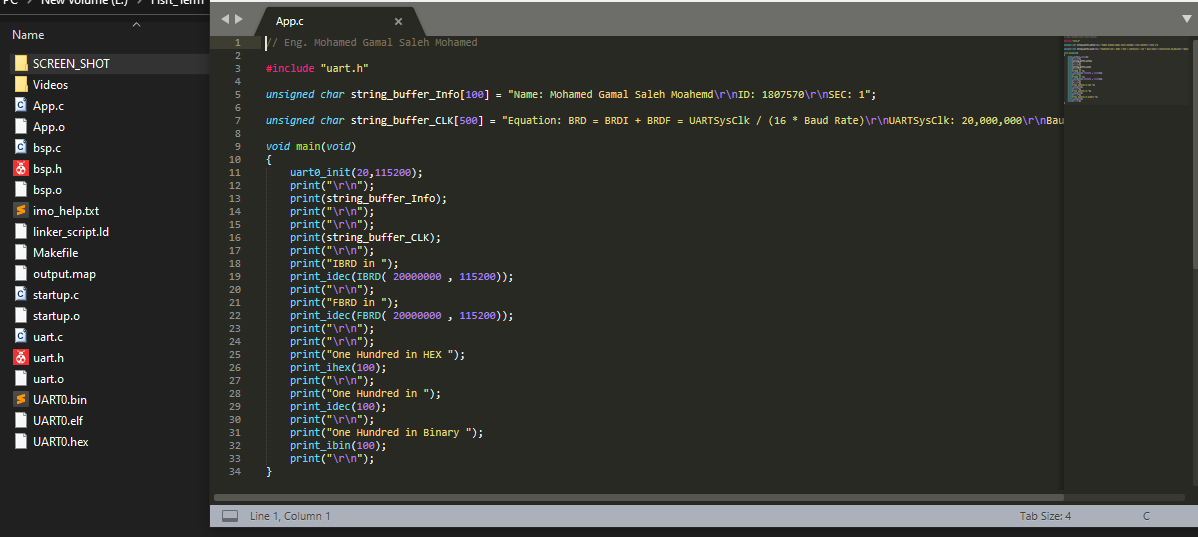 PC
New Volume (E:)
Name
SCREEN_SHOT
Videos
App.c
App.o
bsp.c
bsp.h
bsp.o
imo_help.txt
linker_script.ld
Makefile
output.map
startup.c
startup.o
uart.c
uart.h
uart.o
UART0.bin
UART0.elf
UART0.hex
App.c
1 // Eng. Mohamed Gamal Saleh Mohamed
2
3 #include "uart.h"
4
5 unsigned char string_buffer_Info[100] = "Name: Mohamed Gamal Saleh Moahemd\r\nID: 1807570\r\nSEC: 1";
6
7 unsigned char string_buffer_CLK[500] = "Equation: BRD = BRDI + BRDF = UARTSysClk / (16 * Baud Rate)\r\nUARTSysClk: 20,000,000\r\nBau
8
9 void main(void)
10 {
11 uart0_init(20,115200);
12 print("\r\n");
13 print(string_buffer_Info);
14 print("\r\n");
15 print("\r\n");
16 print(string_buffer_CLK);
17 print("\r\n");
18 print("IBRD in ");
19 print_idec(IBRD( 20000000 , 115200));
20 print("\r\n");
21 print("FBRD in ");
22 print_idec(FBRD( 20000000 , 115200));
23 print("\r\n");
24 print("\r\n");
25 print("One Hundred in HEX ");
26 print_ihex(100);
27 print("\r\n");
28 print("One Hundred in ");
29 print_idec(100);
30 print("\r\n");
31 print("One Hundred in Binary ");
32 print_ibin(100);
33 print("\r\n");
34 }
Line 1, Column 1
Tab Size: 4
C